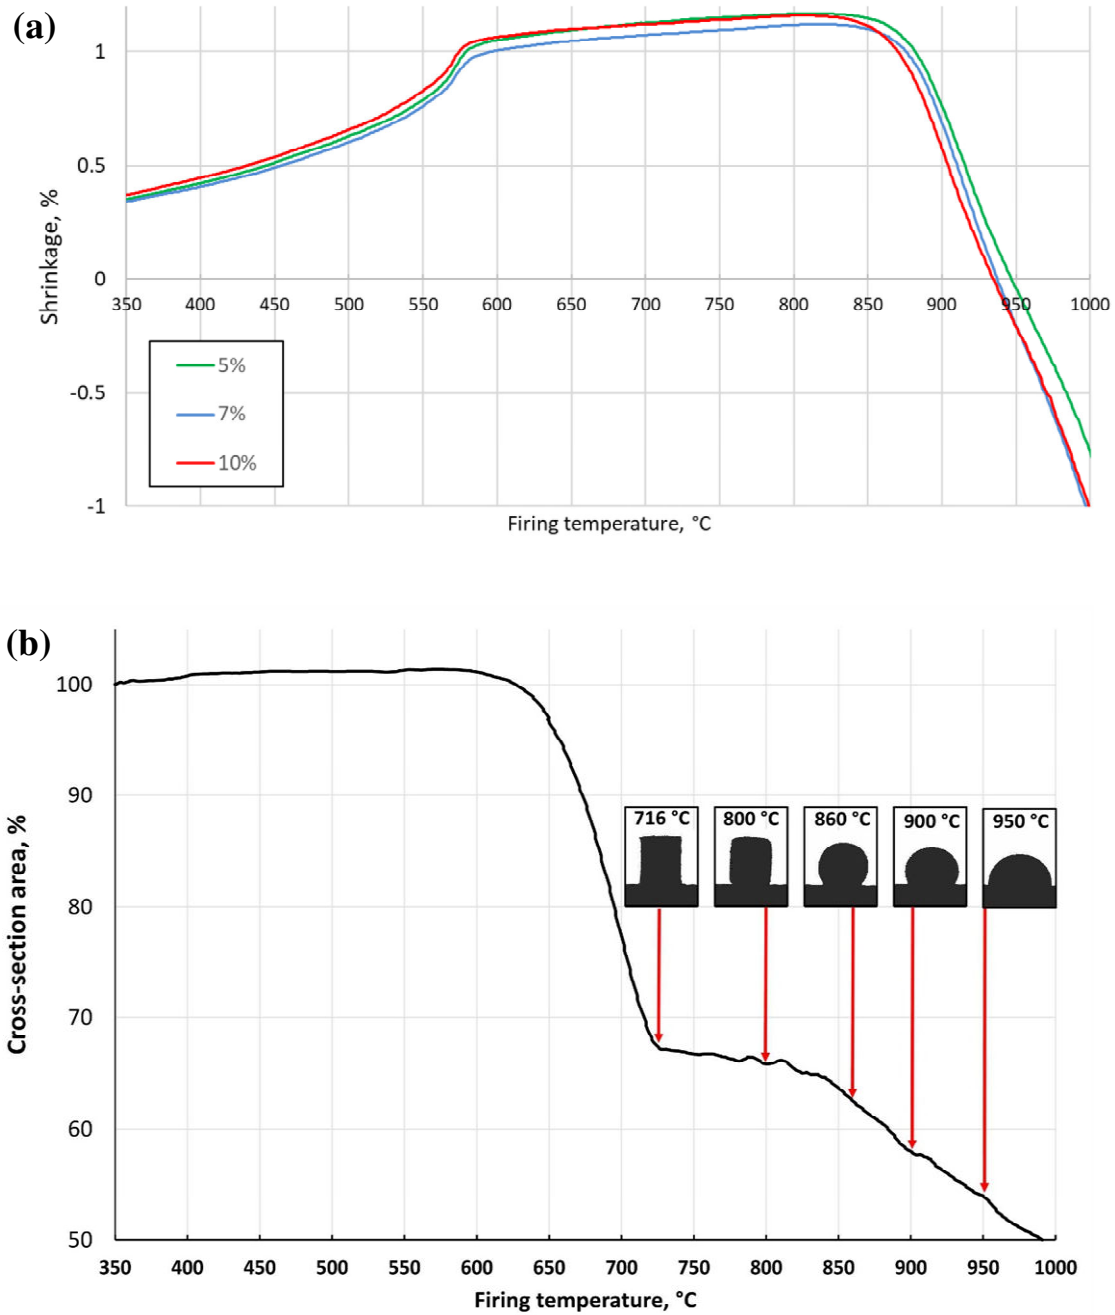 (a)
1
0.5
0
-0.5
-1
Shrinkage, %
350 400 450 500 550 600 650 700 750 800 850 900 950 1000
5%
7%
10%
Firing temperature, °C
(b)
100
90
80
70
60
50
Cross-section area, %
716 °C 800 °C 860 °C 900 °C 950 °C
350 400 450 500 550 600 650 700 750 800 850 900 950 1000
Firing temperature, °C